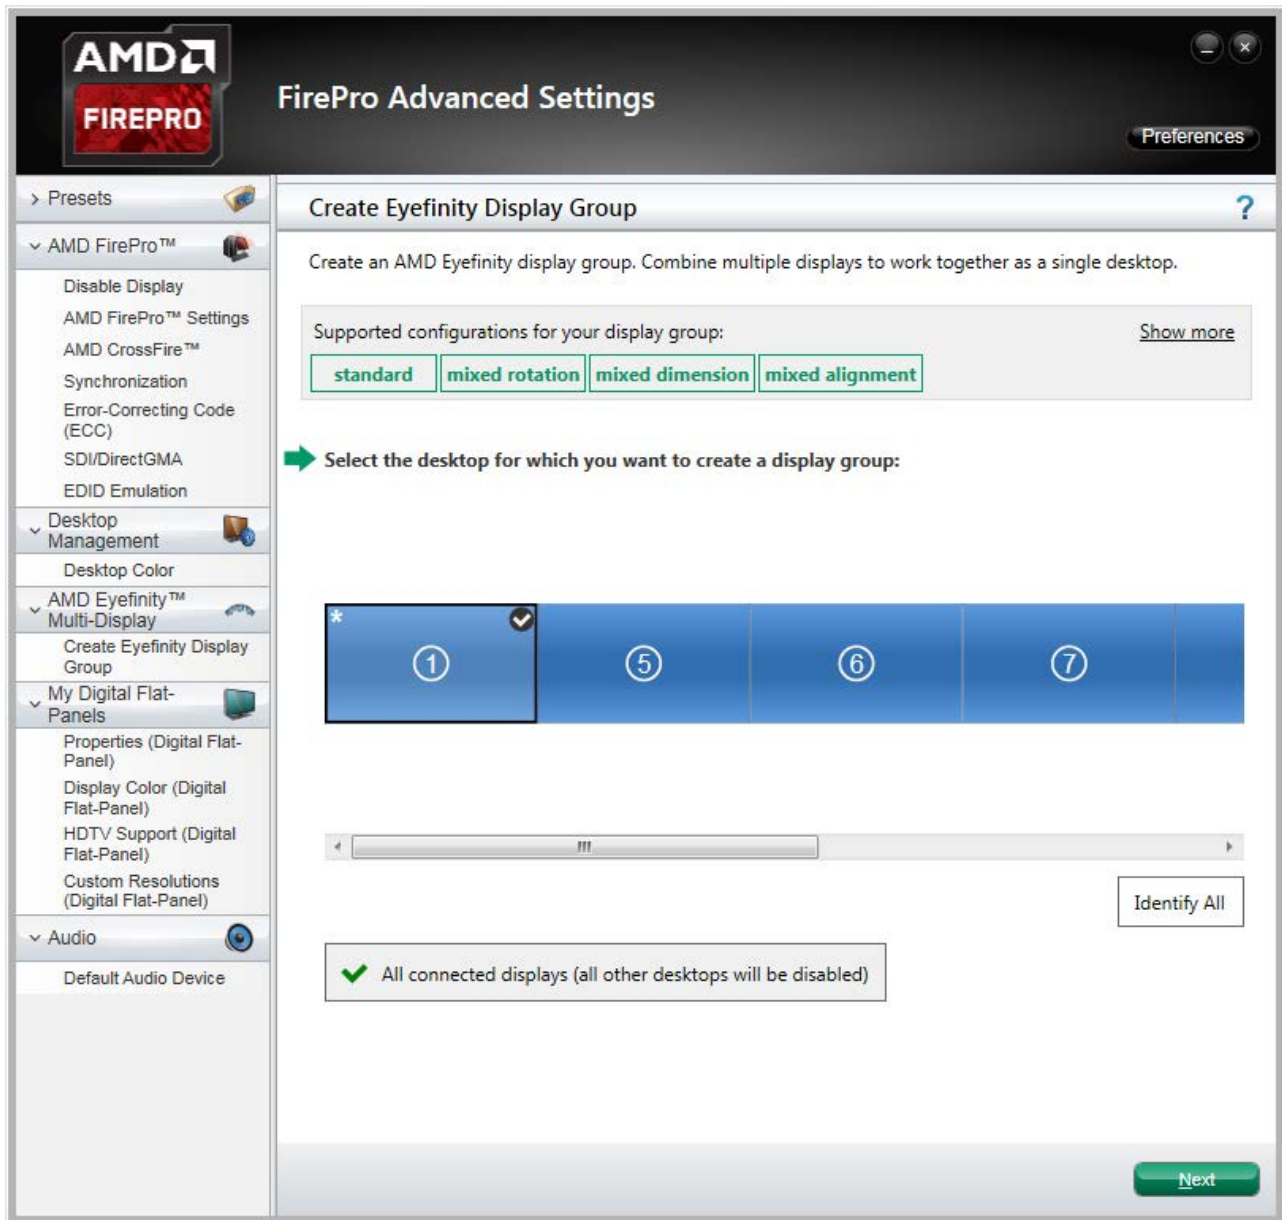 AMD
FIREPRO
FirePro Advanced Settings
Preferences
Presets
AMD FirePro™
Disable Display
AMD FirePro™ Settings
AMD CrossFire™
Synchronization
Error-Correcting Code
(ECC)
SDI/DirectGMA
EDID Emulation
Desktop
Management
Desktop Color
AMD Eyefinity™
Multi-Display
Create Eyefinity Display
Group
My Digital Flat-
Panels
Properties (Digital Flat-
Panel)
Display Color (Digital
Flat-Panel)
HDTV Support (Digital
Flat-Panel)
Custom Resolutions
(Digital Flat-Panel)
Audio
Default Audio Device
Create Eyefinity Display Group
?
Create an AMD Eyefinity display group. Combine multiple displays to work together as a single desktop.
Supported configurations for your display group: Show more
standard mixed rotation mixed dimension mixed alignment
Select the desktop for which you want to create a display group:
* 1 5 6 7
Identify All
All connected displays (all other desktops will be disabled)
Next